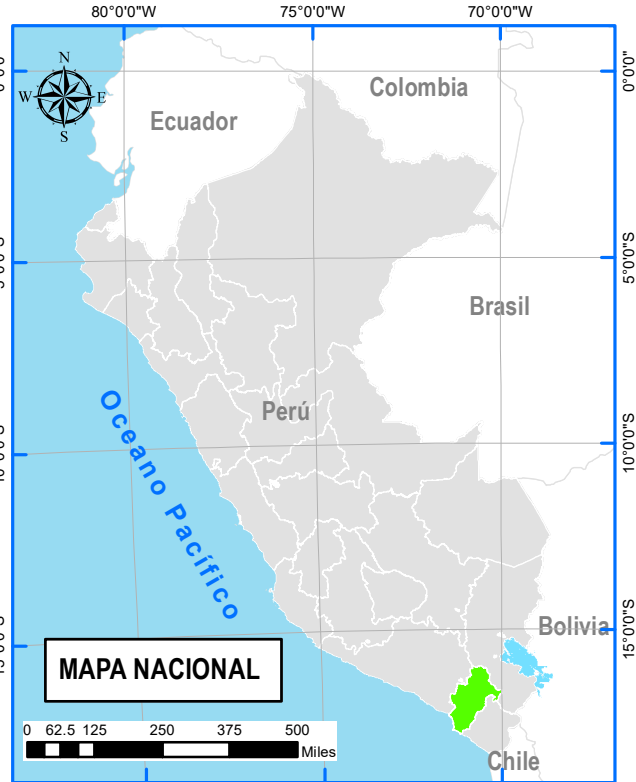 80°0'0"W 75°0'0"W 70°0'0"W
N
W E
S
0°0'0"
Colombia
Ecuador
5°0'0"S
Brasil
Perú
10°0'0"S
Oceano Pacífico
15°0'0"S
Bolivia
MAPA NACIONAL
0 62.5 125 250 375 500
Miles
Chile